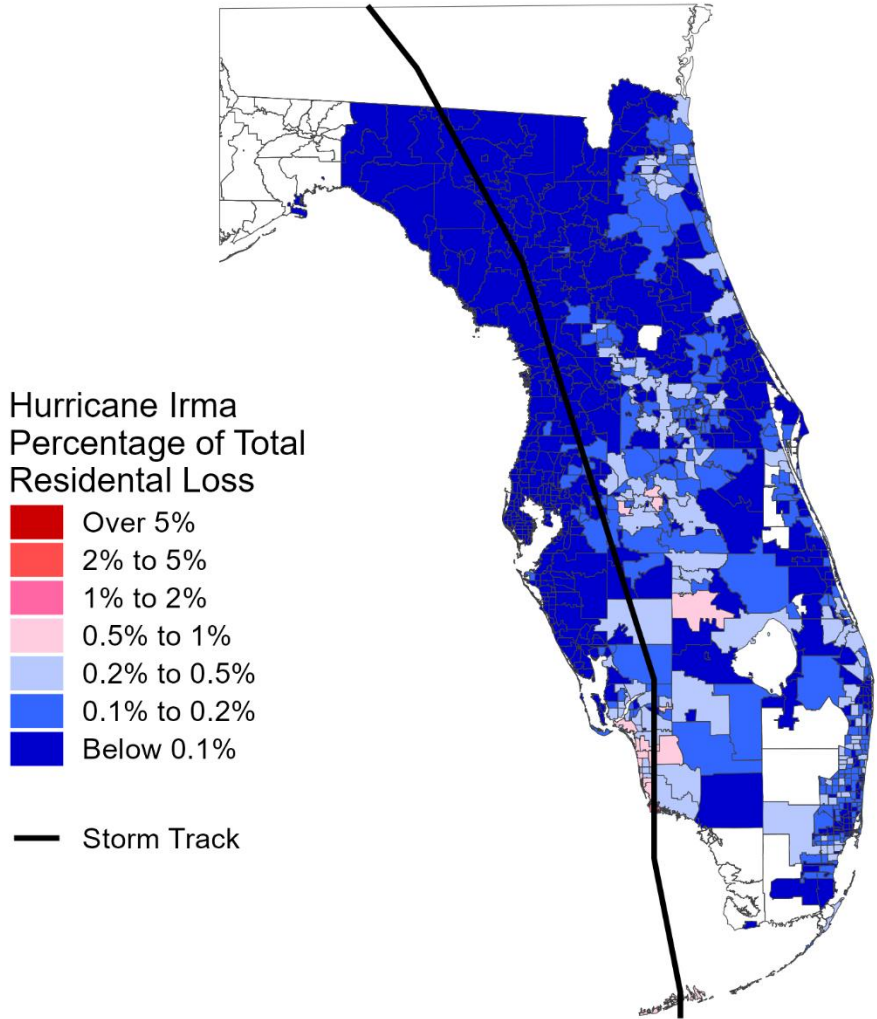 Hurricane Irma
Percentage of Total
Residental Loss
Over 5%
2% to 5%
1% to 2%
0.5% to 1%
0.2% to 0.5%
0.1% to 0.2%
Below 0.1%
Storm Track